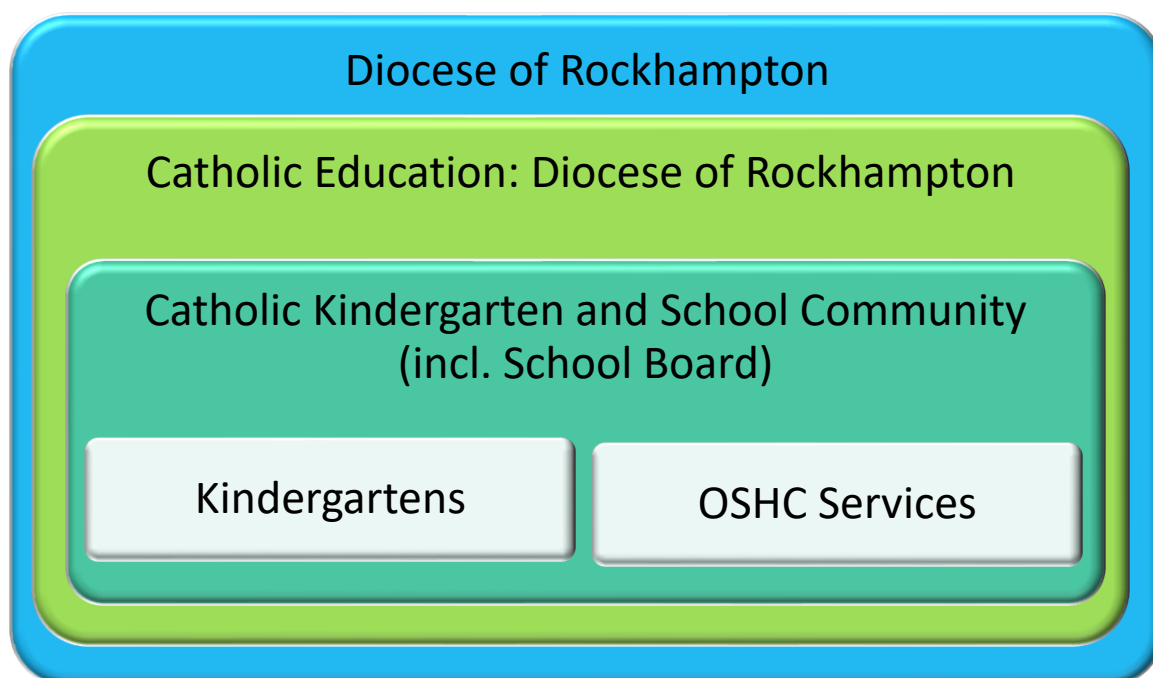 Diocese of Rockhampton
Catholic Education: Diocese of Rockhampton
Catholic Kindergarten and School Community
(incl. School Board)
Kindergartens
OSHC Services